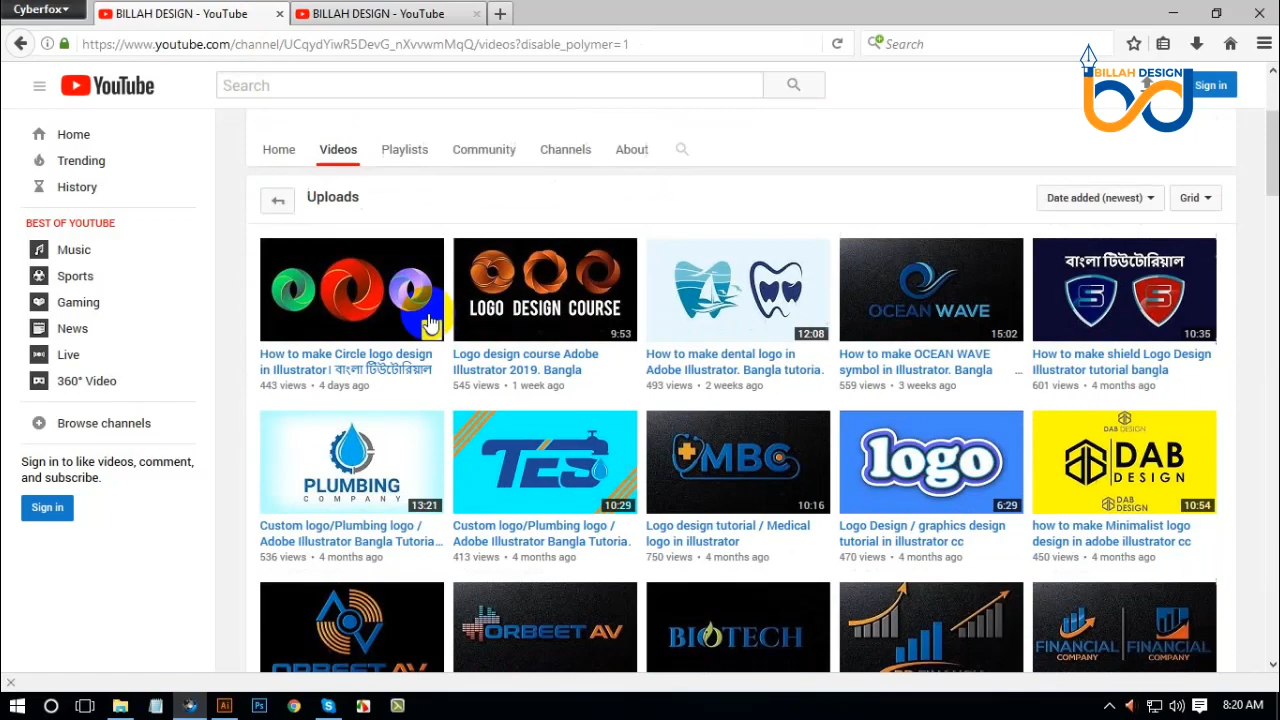 Cyberfox
BILLAH DESIGN - YouTube
BILLAH DESIGN - YouTube
https://www.youtube.com/channel/UCqydYiwR5DevG_nXvvwmMqQ/videos?disable_polymer=1
Search
YouTube
Search
BILLAH DESIGN
bd
Sign in
Home
Trending
History
BEST OF YOUTUBE
Music
Sports
Gaming
News
Live
360° Video
Browse channels
Sign in to like videos, comment,
and subscribe.
Sign in
Home Videos Playlists Community Channels About
Uploads
Date added (newest)
Grid
LOGO DESIGN COURSE
9:53
12:08
OCEAN WAVE
15:02
বাংলা টিউটোরিয়াল
S S
10:35
How to make Circle logo design
in Illustrator। বাংলা টিউটোরিয়াল
443 views • 4 days ago
Logo design course Adobe
Illustrator 2019. Bangla
545 views • 1 week ago
How to make dental logo in
Adobe Illustrator. Bangla tutoria.
493 views • 2 weeks ago
How to make OCEAN WAVE
symbol in Illustrator. Bangla ...
559 views • 3 weeks ago
How to make shield Logo Design
Illustrator tutorial bangla
601 views • 4 months ago
PLUMBING
COMPANY
13:21
TES
10:29
MBC
10:16
logo
6:29
DAB DESIGN
DAB
DESIGN
DAB
DESIGN
10:54
Custom logo/Plumbing logo /
Adobe Illustrator Bangla Tutoria...
536 views • 4 months ago
Custom logo/Plumbing logo /
Adobe Illustrator Bangla Tutoria.
413 views • 4 months ago
Logo design tutorial / Medical
logo in illustrator
750 views • 4 months ago
Logo Design / graphics design
tutorial in illustrator cc
470 views • 4 months ago
how to make Minimalist logo
design in adobe illustrator cc
450 views • 4 months ago
ORBEET AV
ORBEET AV
BIOTECH
FINANCIAL
COMPANY
FINANCIAL
COMPANY
8:20 AM